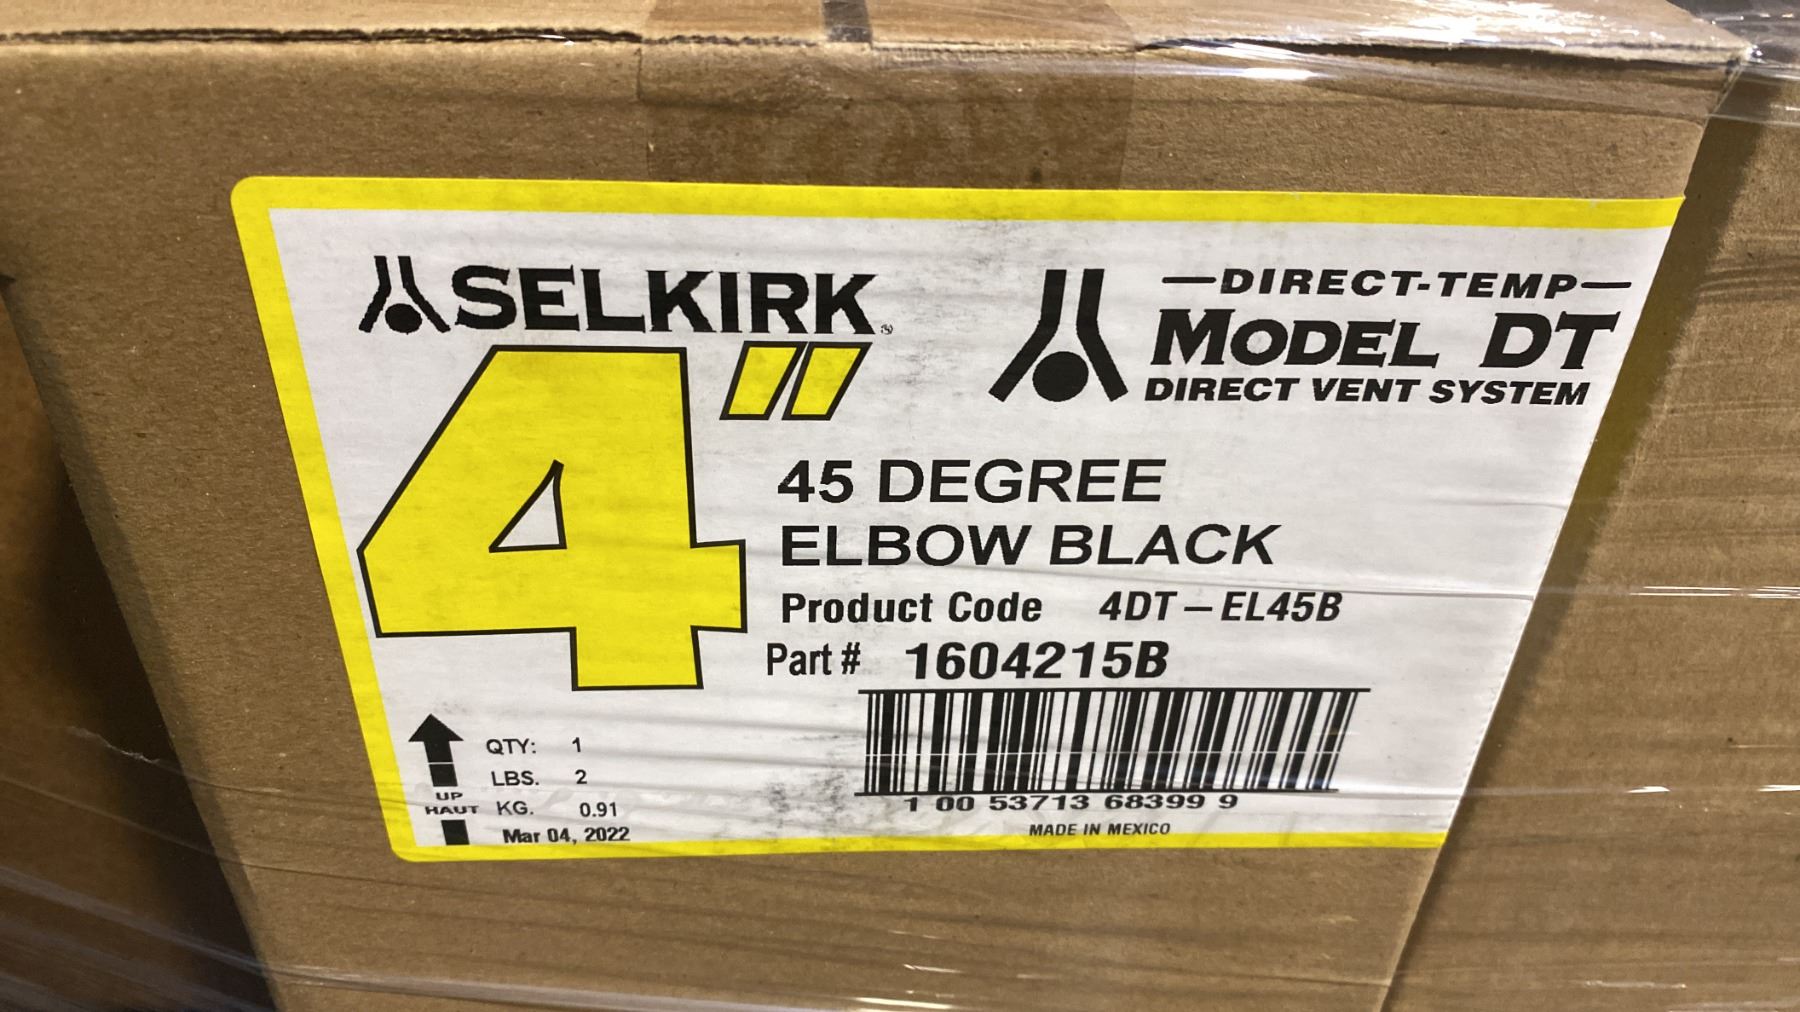 SELKIRK®
DIRECT-TEMP
MODEL DT
DIRECT VENT SYSTEM
4"
45 DEGREE
ELBOW BLACK
Product Code 4DT-EL45B
Part # 1604215B
QTY: 1
LBS. 2
KG. 0.91
UP
HAUT
Mar 04, 2022
1 00 53713 68399 9
MADE IN MEXICO